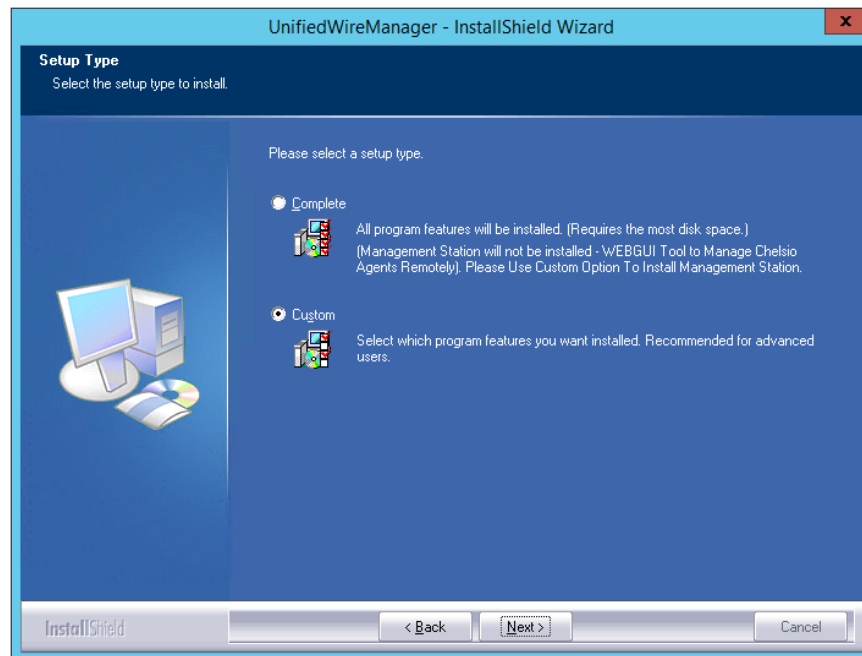 UnifiedWireManager - InstallShield Wizard
x
Setup Type
Select the setup type to install.
Please select a setup type.
Complete
All program features will be installed. (Requires the most disk space.)
(Management Station will not be installed - WEBGUI Tool to Manage Chelsio
Agents Remotely). Please Use Custom Option To Install Management Station.
Custom
Select which program features you want installed. Recommended for advanced
users.
InstallShield
< Back
Next >
Cancel